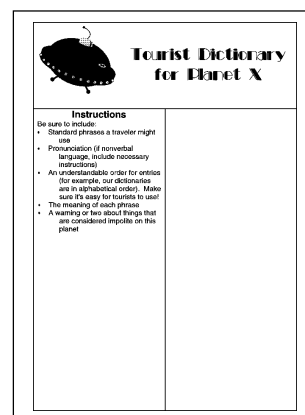 Tourist Dictionary
for Planet X
Instructions
Be sure to include:
• Standard phrases a traveler might
use
• Pronunciation (if nonverbal
language, include necessary
instructions)
• An understandable order for entries
(for example, our dictionaries
are in alphabetical order). Make
sure it's easy for tourists to use!
• The meaning of each phrase
• A warning or two about things that
are considered impolite on this
planet